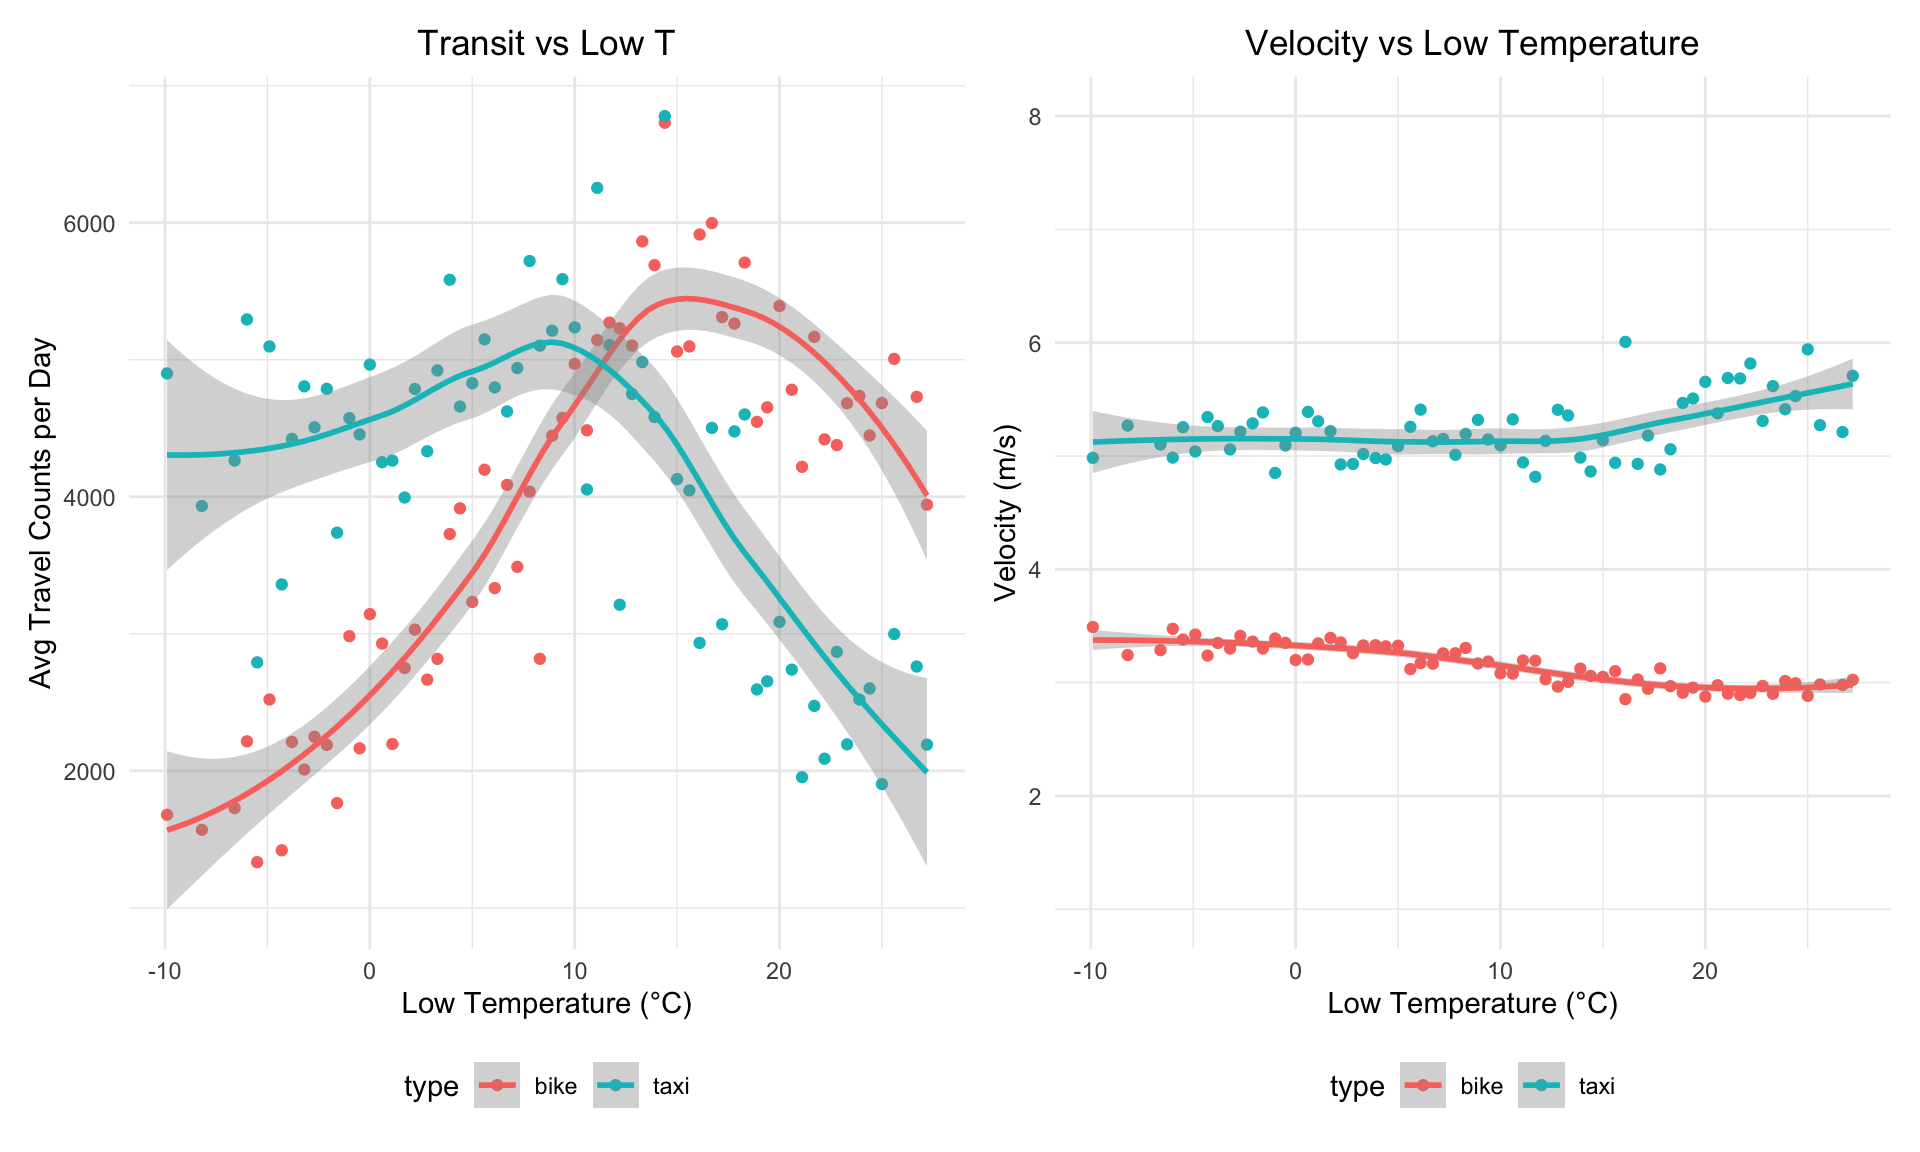 Transit vs Low T
Avg Travel Counts per Day
6000
4000
2000
-10 0 10 20
Low Temperature (°C)
type bike taxi
Velocity vs Low Temperature
Velocity (m/s)
8
6
4
2
-10 0 10 20
Low Temperature (°C)
type bike taxi